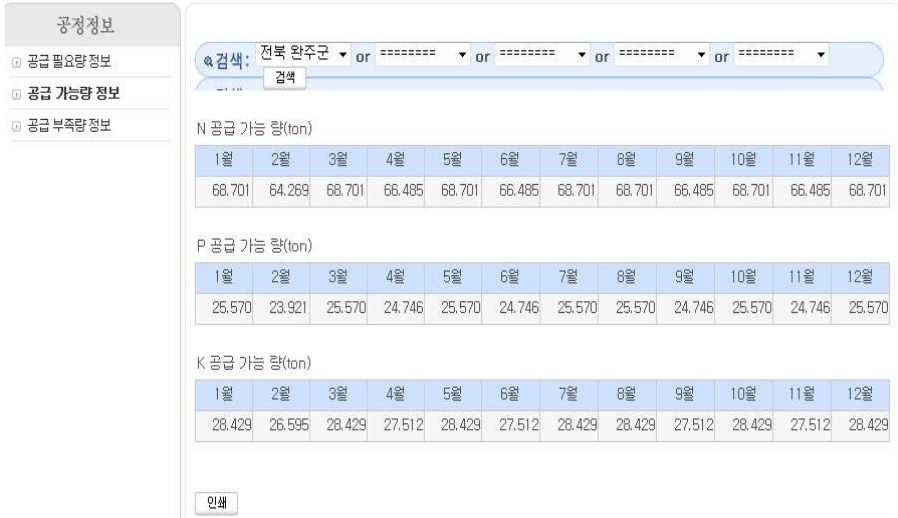 공정정보
공급 필요량 정보
공급 가능량 정보
공급 부족량 정보
검색: 전북 완주군 or ======== or ======== or ======== or ========
검색
N 공급 가능 량(ton)
1월 2월 3월 4월 5월 6월 7월 8월 9월 10월 11월 12월
68.701 64.269 68.701 66.485 68.701 66.485 68.701 68.701 66.485 68.701 66.485 68.701
P 공급 가능 량(ton)
1월 2월 3월 4월 5월 6월 7월 8월 9월 10월 11월 12월
25.570 23.921 25.570 24.746 25.570 24.746 25.570 25.570 24.746 25.570 24.746 25.570
K 공급 가능 량(ton)
1월 2월 3월 4월 5월 6월 7월 8월 9월 10월 11월 12월
28.429 26.595 28.429 27.512 28.429 27.512 28.429 28.429 27.512 28.429 27.512 28.429
인쇄